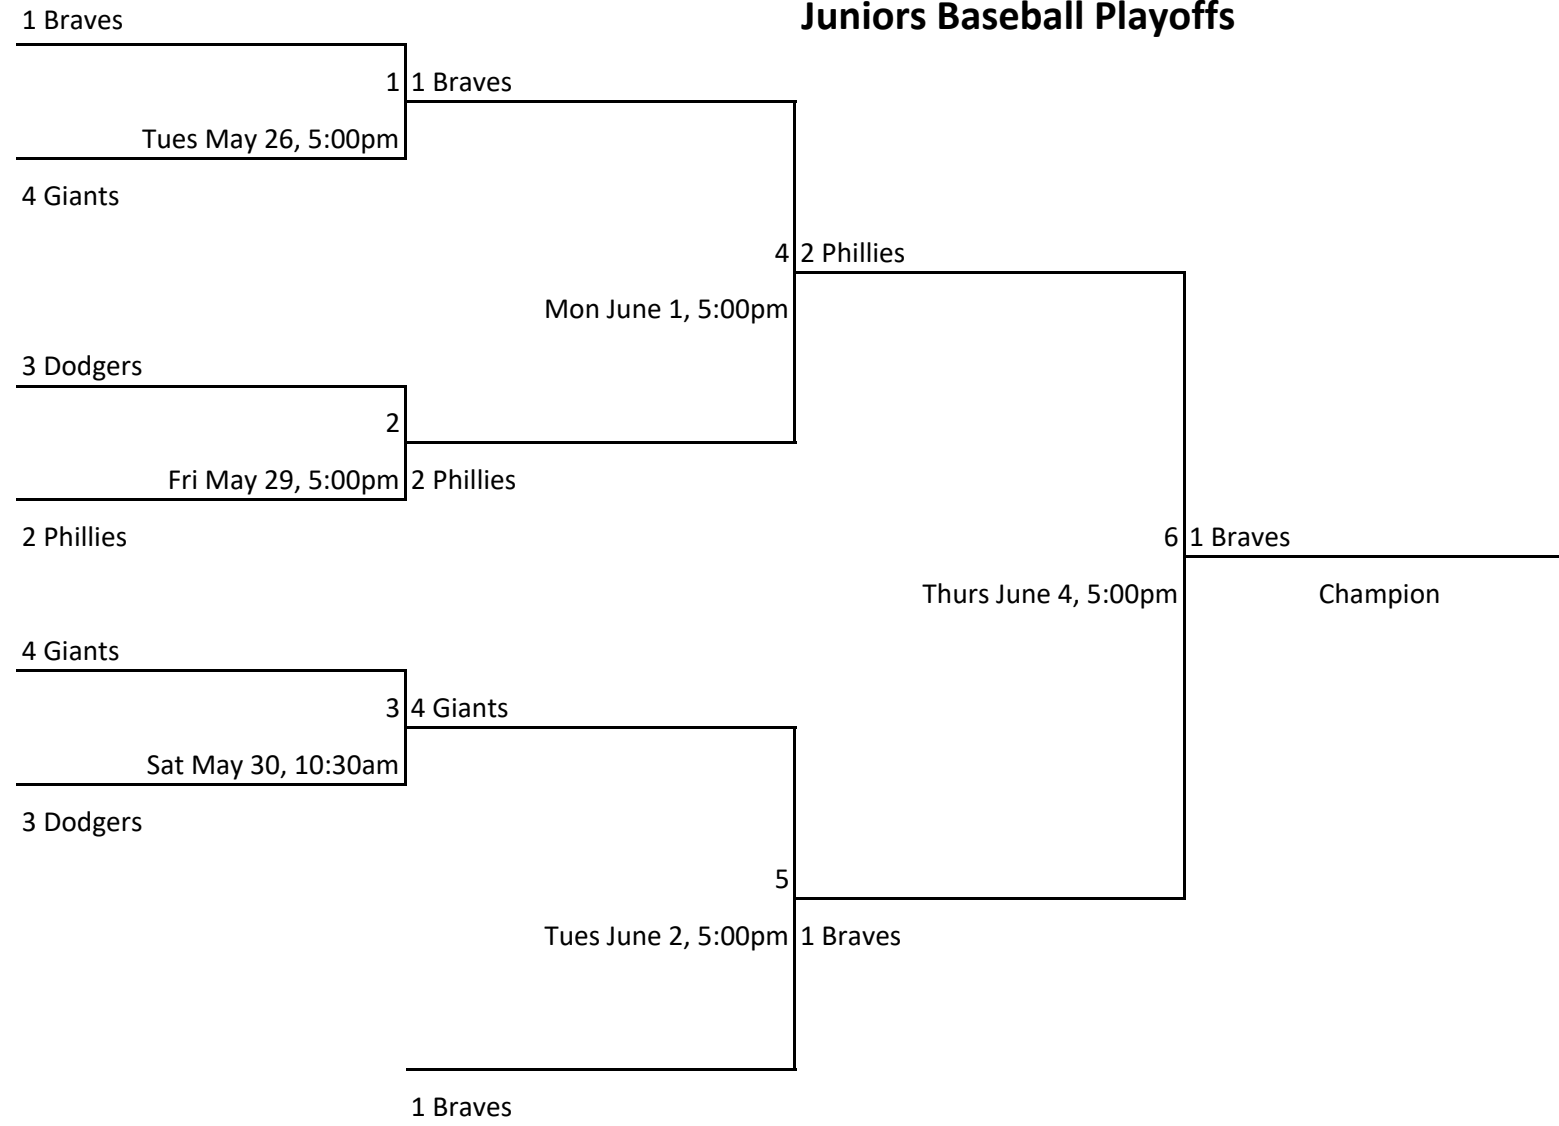 Juniors Baseball Playoffs
1 Braves
1
1 Braves
Tues May 26, 5:00pm
4 Giants
4
2 Phillies
Mon June 1, 5:00pm
3 Dodgers
2
Fri May 29, 5:00pm
2 Phillies
2 Phillies
6
1 Braves
Thurs June 4, 5:00pm
Champion
4 Giants
3
4 Giants
Sat May 30, 10:30am
3 Dodgers
5
Tues June 2, 5:00pm
1 Braves
1 Braves